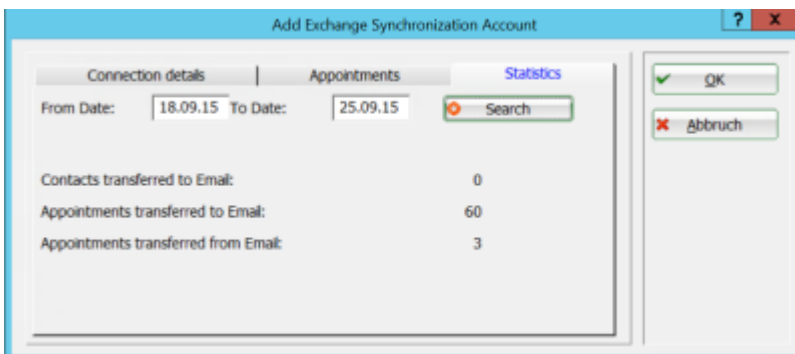 Add Exchange Synchronization Account
? X
Connection details | Appointments Statistics
OK
From Date: 18.09.15 To Date: 25.09.15 Search
Abbruch
Contacts transferred to Email: 0
Appointments transferred to Email: 60
Appointments transferred from Email: 3